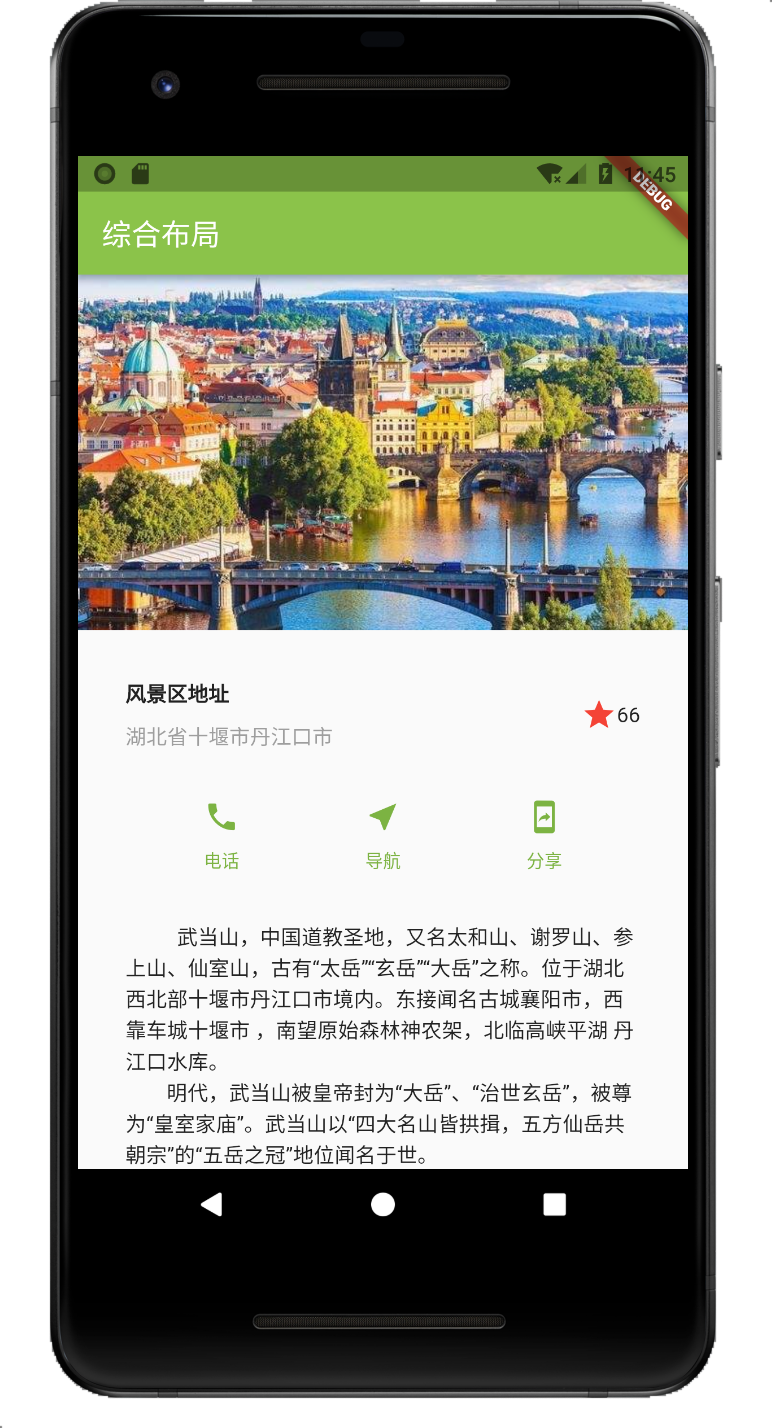 11:45
DEBUG
综合布局
风景区地址
湖北省十堰市丹江口市
66
电话
导航
分享
武当山，中国道教圣地，又名太和山、谢罗山、参
上山、仙室山，古有“太岳”“玄岳”“大岳”之称。位于湖北
西北部十堰市丹江口市境内。东接闻名古城襄阳市，西
靠车城十堰市 ，南望原始森林神农架，北临高峡平湖 丹
江口水库。
明代，武当山被皇帝封为“大岳”、“治世玄岳”，被尊
为“皇室家庙”。武当山以“四大名山皆拱揖，五方仙岳共
朝宗”的“五岳之冠”地位闻名于世。